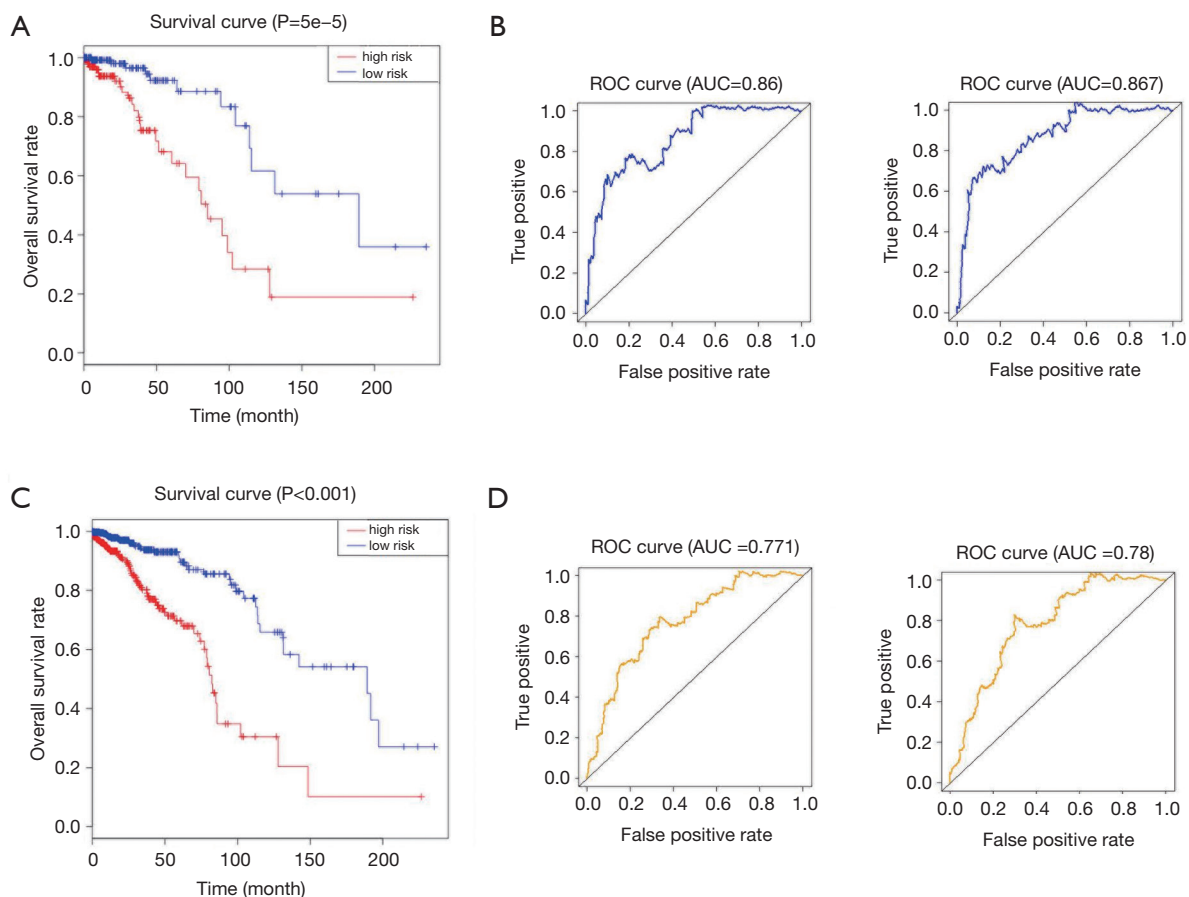 A
Survival curve (P=5e−5)
high risk
low risk
1.0
0.8
0.6
0.4
0.2
0.0
Overall survival rate
0 50 100 150 200
Time (month)
B
ROC curve (AUC=0.86)
1.0
0.8
0.6
0.4
0.2
0.0
True positive
0.0 0.2 0.4 0.6 0.8 1.0
False positive rate
ROC curve (AUC=0.867)
1.0
0.8
0.6
0.4
0.2
0.0
True positive
0.0 0.2 0.4 0.6 0.8 1.0
False positive rate
C
Survival curve (P<0.001)
high risk
low risk
1.0
0.8
0.6
0.4
0.2
0.0
Overall survival rate
0 50 100 150 200
Time (month)
D
ROC curve (AUC =0.771)
1.0
0.8
0.6
0.4
0.2
0.0
True positive
0.0 0.2 0.4 0.6 0.8 1.0
False positive rate
ROC curve (AUC =0.78)
1.0
0.8
0.6
0.4
0.2
0.0
True positive
0.0 0.2 0.4 0.6 0.8 1.0
False positive rate